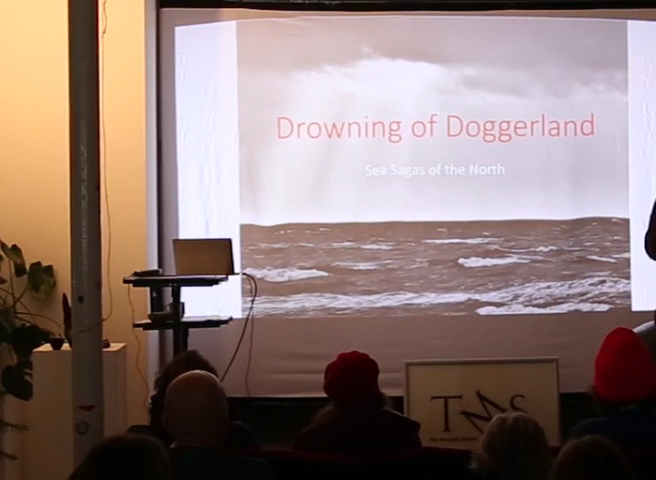 Drowning of Doggerland
Sea Sagas of the North
TMS